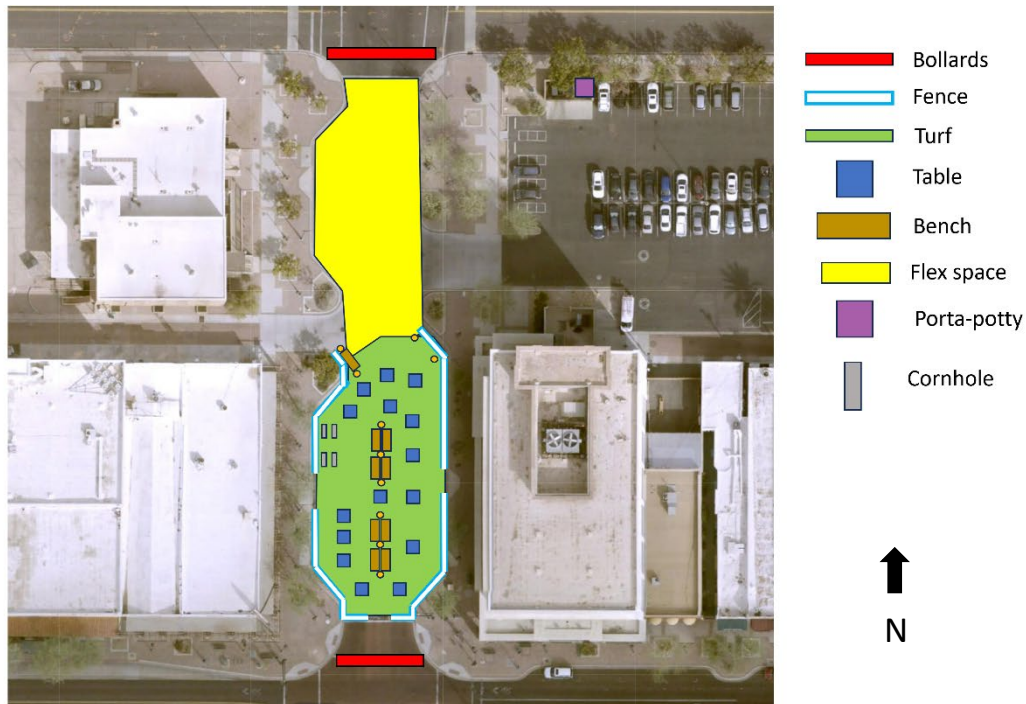 Bollards
Fence
Turf
Table
Bench
Flex space
Porta-potty
Cornhole
N